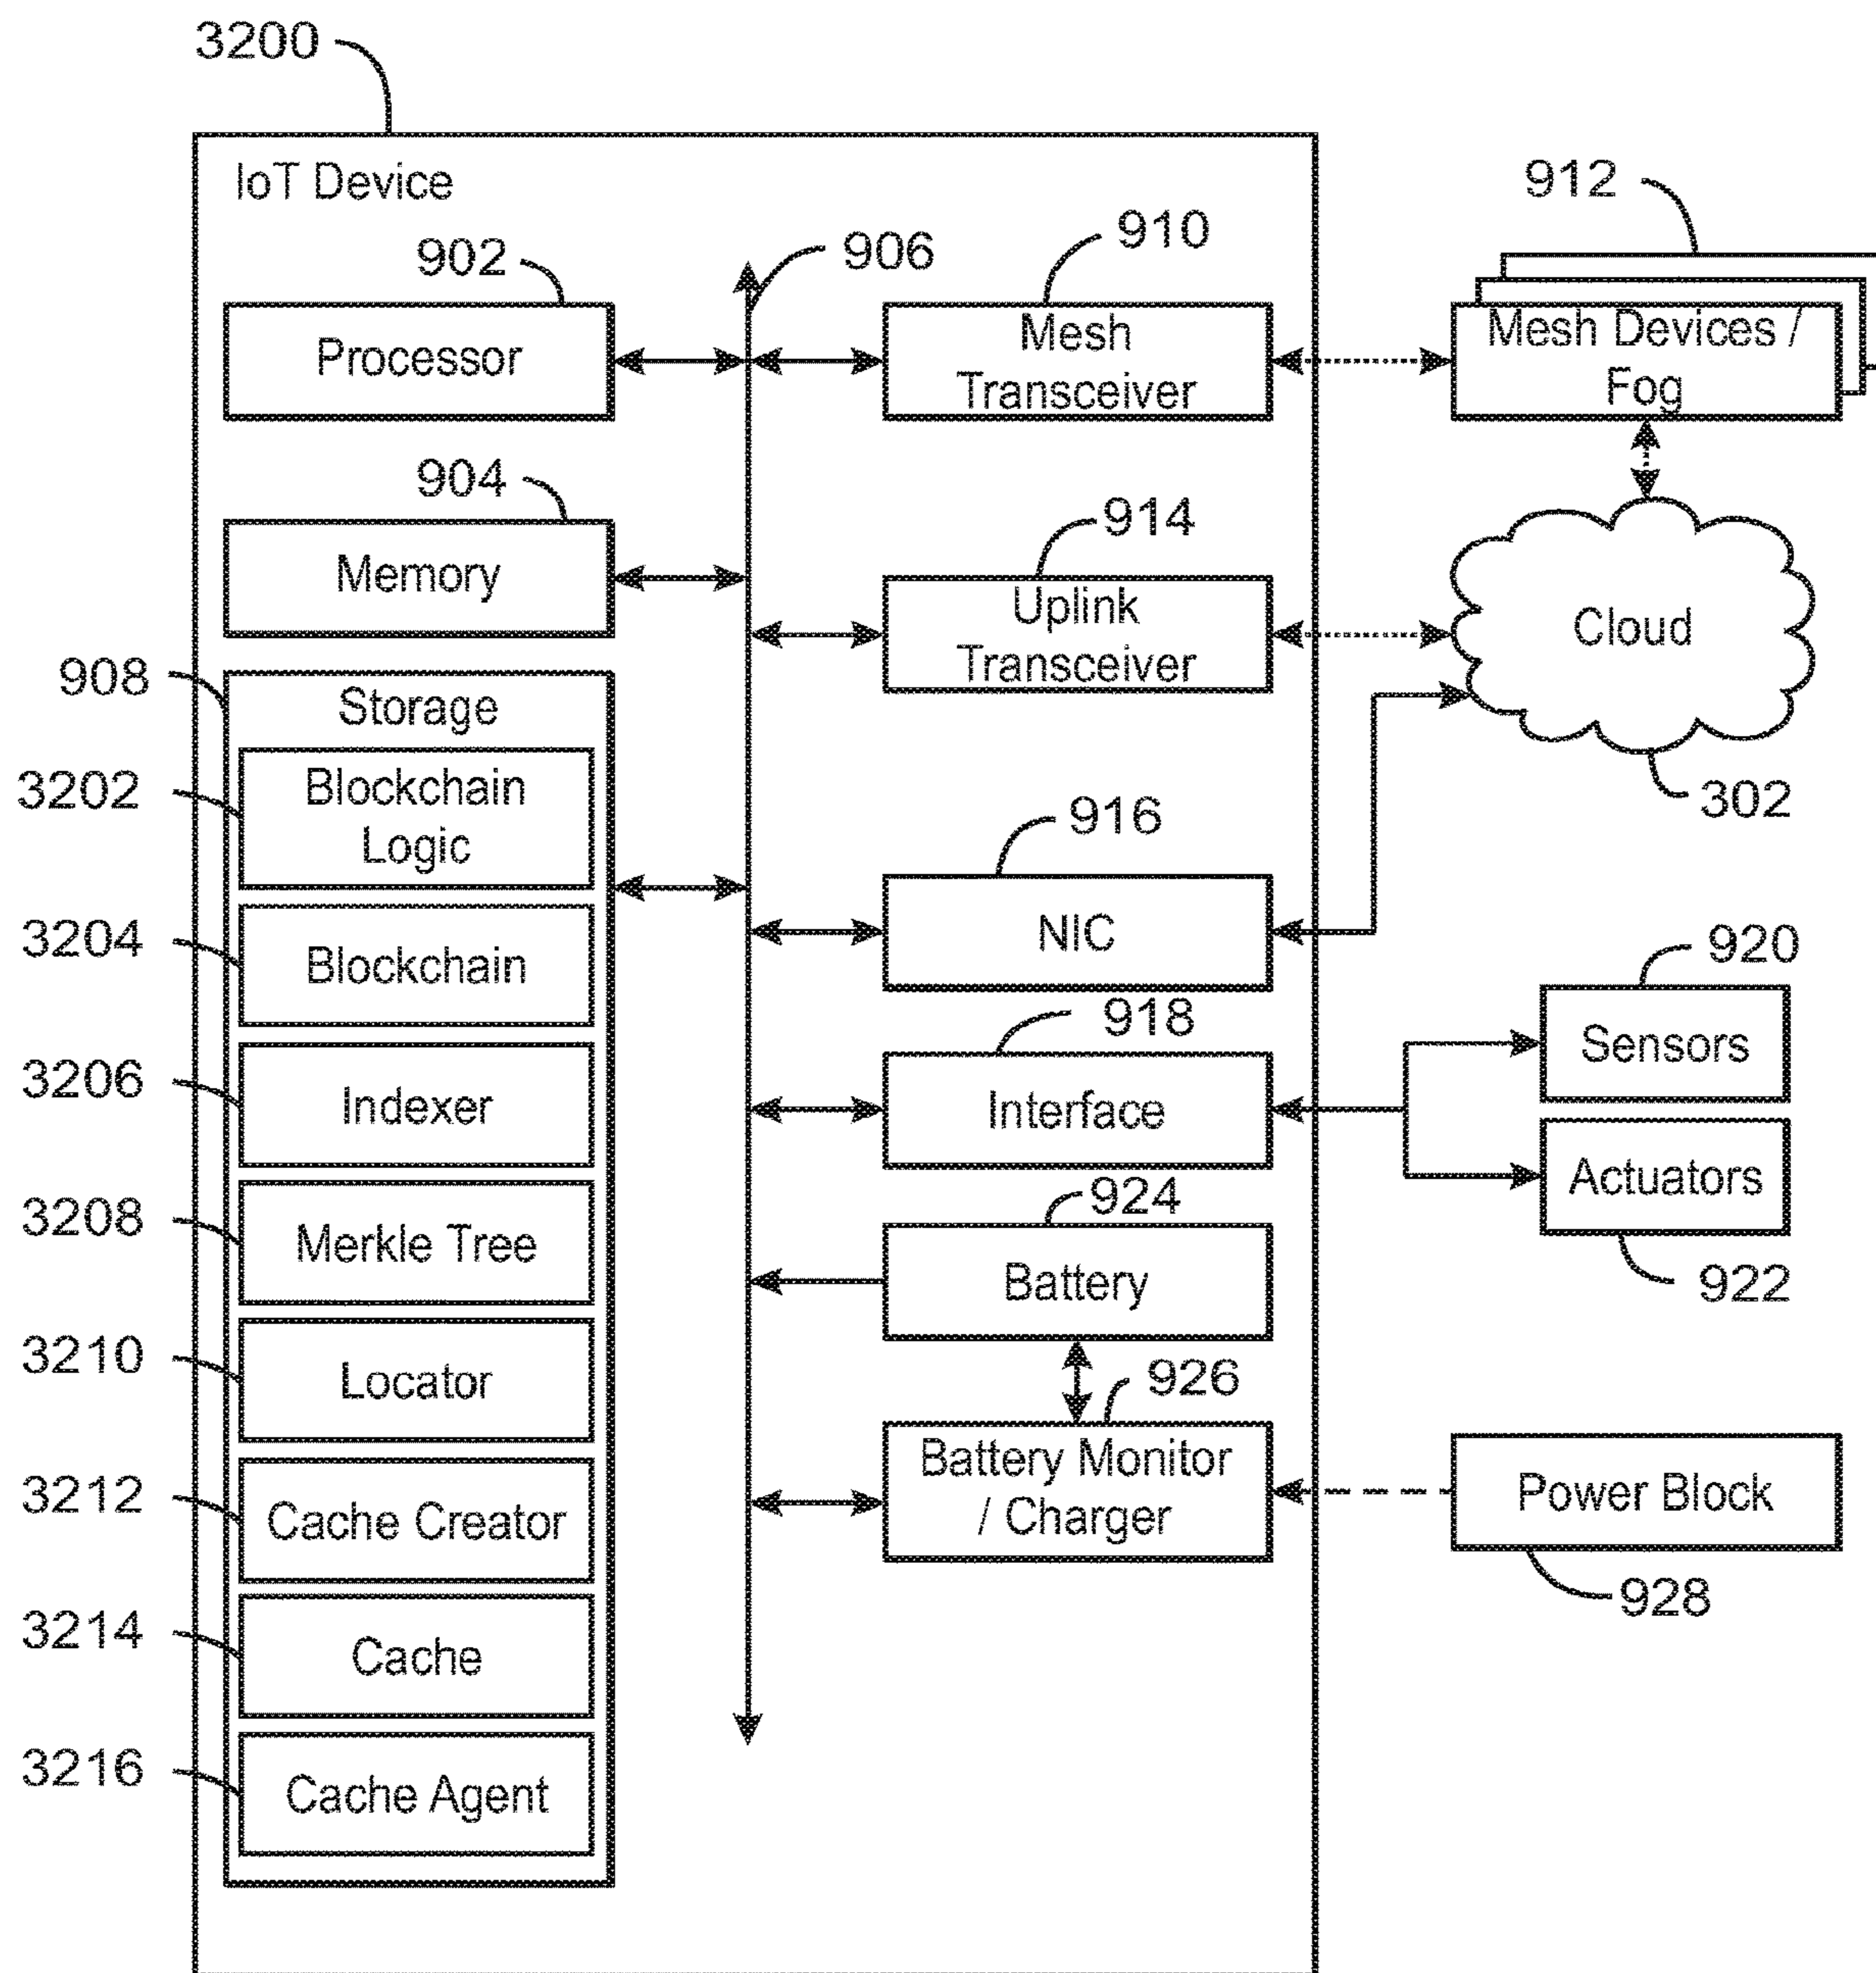 3200
IoT Device
902
906
910
912
Processor
Mesh
Transceiver
Mesh Devices /
Fog
904
914
Memory
Uplink
Transceiver
Cloud
302
908
Storage
3202
Blockchain
Logic
916
NIC
3204
Blockchain
920
Sensors
918
Interface
3206
Indexer
Actuators
922
924
3208
Merkle Tree
Battery
3210
Locator
926
Battery Monitor
/ Charger
Power Block
928
3212
Cache Creator
3214
Cache
3216
Cache Agent